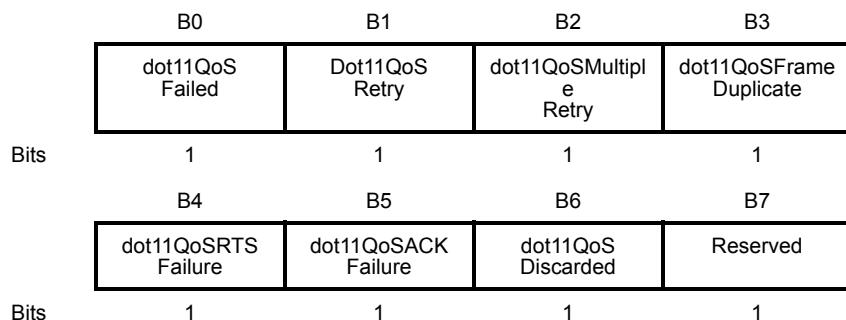 B0 B1 B2 B3
dot11QoS Dot11QoS dot11QoSMultipl dot11QoSFrame
Failed Retry e Duplicate
Retry
Bits 1 1 1 1
B4 B5 B6 B7
dot11QoSRTS dot11QoSACK dot11QoS Reserved
Failure Failure Discarded
Bits 1 1 1 1